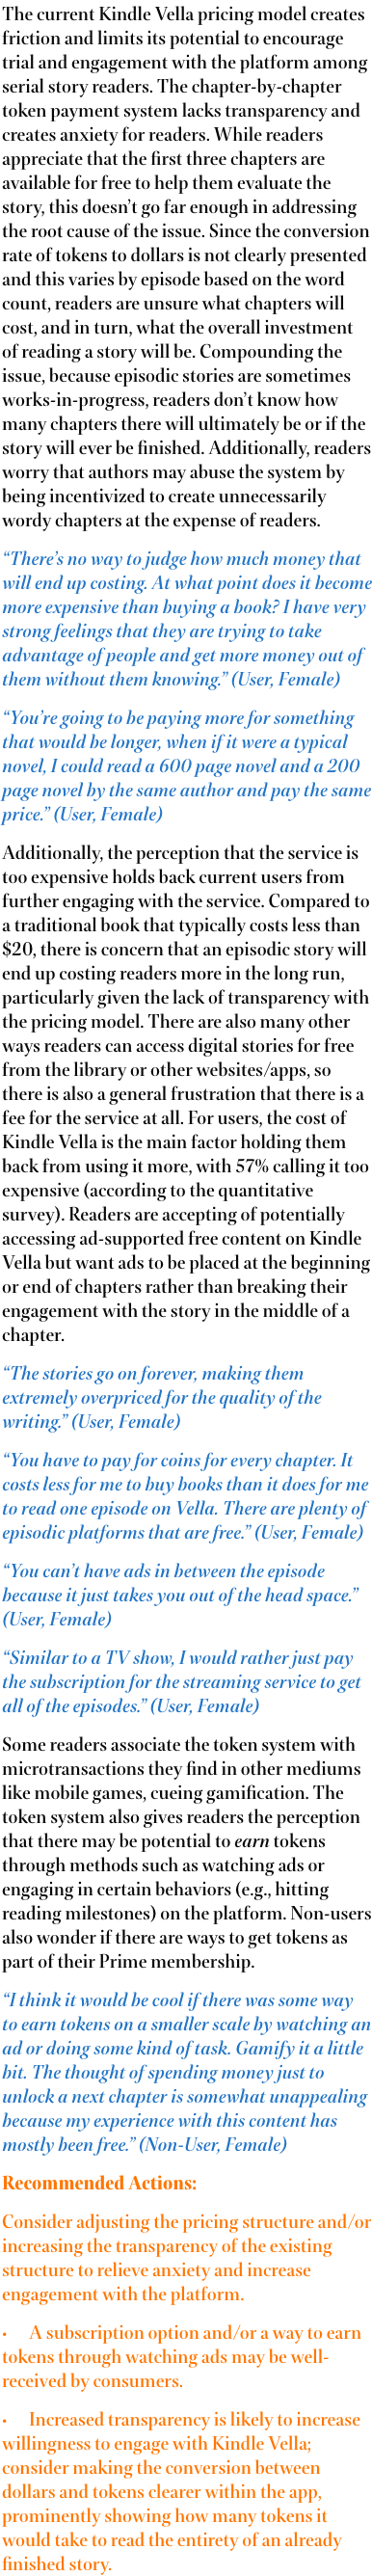 The current Kindle Vella pricing model creates
friction and limits its potential to encourage
trial and engagement with the platform among
serial story readers. The chapter-by-chapter
token payment system lacks transparency and
creates anxiety for readers. While readers
appreciate that the first three chapters are
available for free to help them evaluate the
story, this doesn’t go far enough in addressing
the root cause of the issue. Since the conversion
rate of tokens to dollars is not clearly presented
and this varies by episode based on the word
count, readers are unsure what chapters will
cost, and in turn, what the overall investment
of reading a story will be. Compounding the
issue, because episodic stories are sometimes
works-in-progress, readers don’t know how
many chapters there will ultimately be or if the
story will ever be finished. Additionally, readers
worry that authors may abuse the system by
being incentivized to create unnecessarily
wordy chapters at the expense of readers.
“There’s no way to judge how much money that
will end up costing. At what point does it become
more expensive than buying a book? I have very
strong feelings that they are trying to take
advantage of people and get more money out of
them without them knowing.” (User, Female)
“You’re going to be paying more for something
that would be longer, when if it were a typical
novel, I could read a 600 page novel and a 200
page novel by the same author and pay the same
price.” (User, Female)
Additionally, the perception that the service is
too expensive holds back current users from
further engaging with the service. Compared to
a traditional book that typically costs less than
$20, there is concern that an episodic story will
end up costing readers more in the long run,
particularly given the lack of transparency with
the pricing model. There are also many other
ways readers can access digital stories for free
from the library or other websites/apps, so
there is also a general frustration that there is a
fee for the service at all. For users, the cost of
Kindle Vella is the main factor holding them
back from using it more, with 57% calling it too
expensive (according to the quantitative
survey). Readers are accepting of potentially
accessing ad-supported free content on Kindle
Vella but want ads to be placed at the beginning
or end of chapters rather than breaking their
engagement with the story in the middle of a
chapter.
“The stories go on forever, making them
extremely overpriced for the quality of the
writing.” (User, Female)
“You have to pay for coins for every chapter. It
costs less for me to buy books than it does for me
to read one episode on Vella. There are plenty of
episodic platforms that are free.” (User, Female)
“You can’t have ads in between the episode
because it just takes you out of the head space.”
(User, Female)
“Similar to a TV show, I would rather just pay
the subscription for the streaming service to get
all of the episodes.” (User, Female)
Some readers associate the token system with
microtransactions they find in other mediums
like mobile games, cueing gamification. The
token system also gives readers the perception
that there may be potential to earn tokens
through methods such as watching ads or
engaging in certain behaviors (e.g., hitting
reading milestones) on the platform. Non-users
also wonder if there are ways to get tokens as
part of their Prime membership.
“I think it would be cool if there was some way
to earn tokens on a smaller scale by watching an
ad or doing some kind of task. Gamify it a little
bit. The thought of spending money just to
unlock a next chapter is somewhat unappealing
because my experience with this content has
mostly been free.” (Non-User, Female)
Recommended Actions:
Consider adjusting the pricing structure and/or
increasing the transparency of the existing
structure to relieve anxiety and increase
engagement with the platform.
• A subscription option and/or a way to earn
tokens through watching ads may be well-
received by consumers.
• Increased transparency is likely to increase
willingness to engage with Kindle Vella;
consider making the conversion between
dollars and tokens clearer within the app,
prominently showing how many tokens it
would take to read the entirety of an already
finished story.